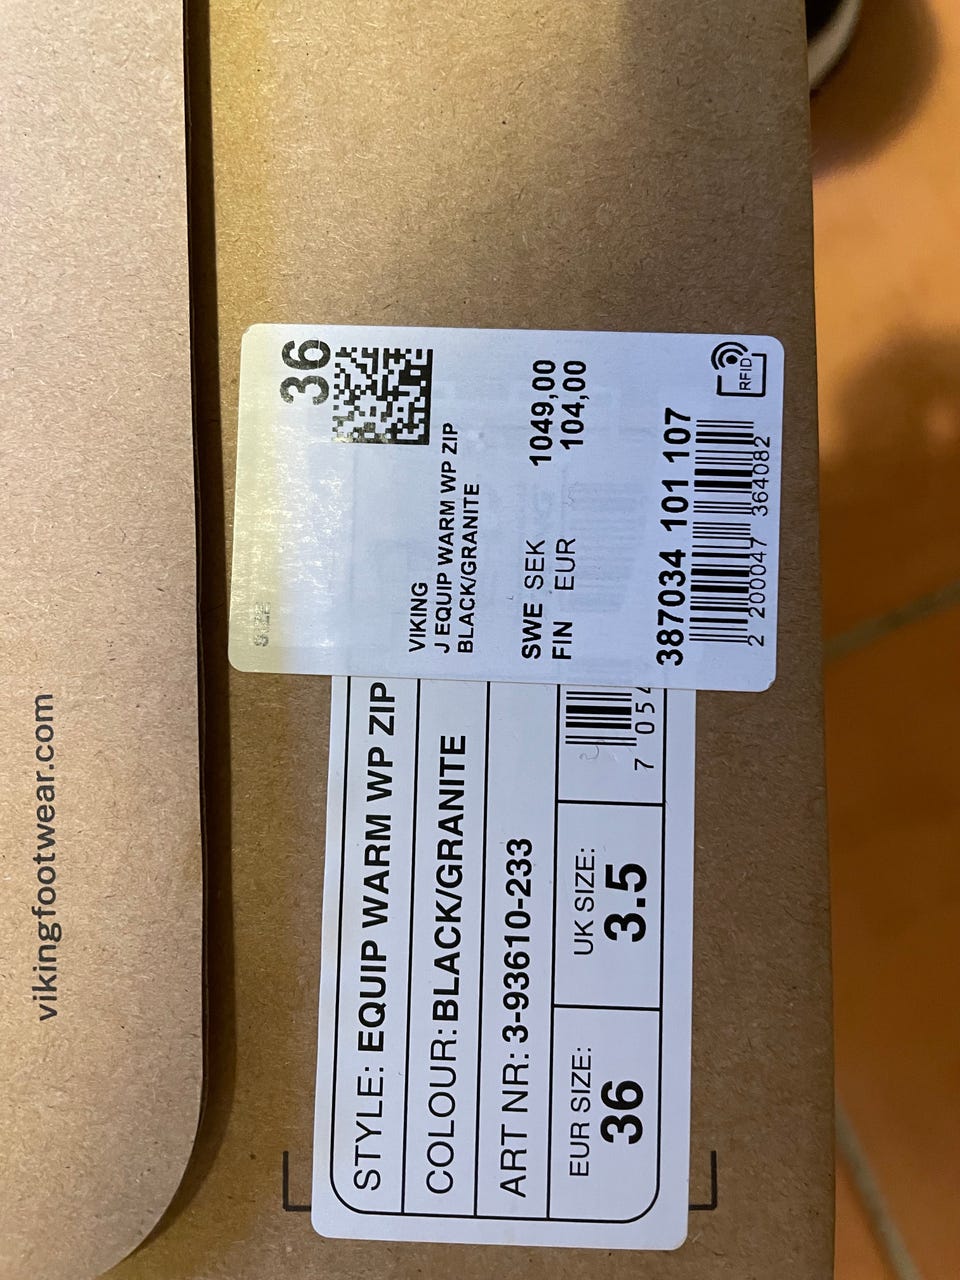 vikingfootwear.com
36
VIKING
J EQUIP WARM WP ZIP
BLACK/GRANITE
SWE SEK 1049,00
FIN EUR 104,00
387034 101 107
2 200047 364082
RFID
STYLE: EQUIP WARM WP ZIP
COLOUR: BLACK/GRANITE
ART NR: 3-93610-233
EUR SIZE:
36
UK SIZE:
3.5
7 054